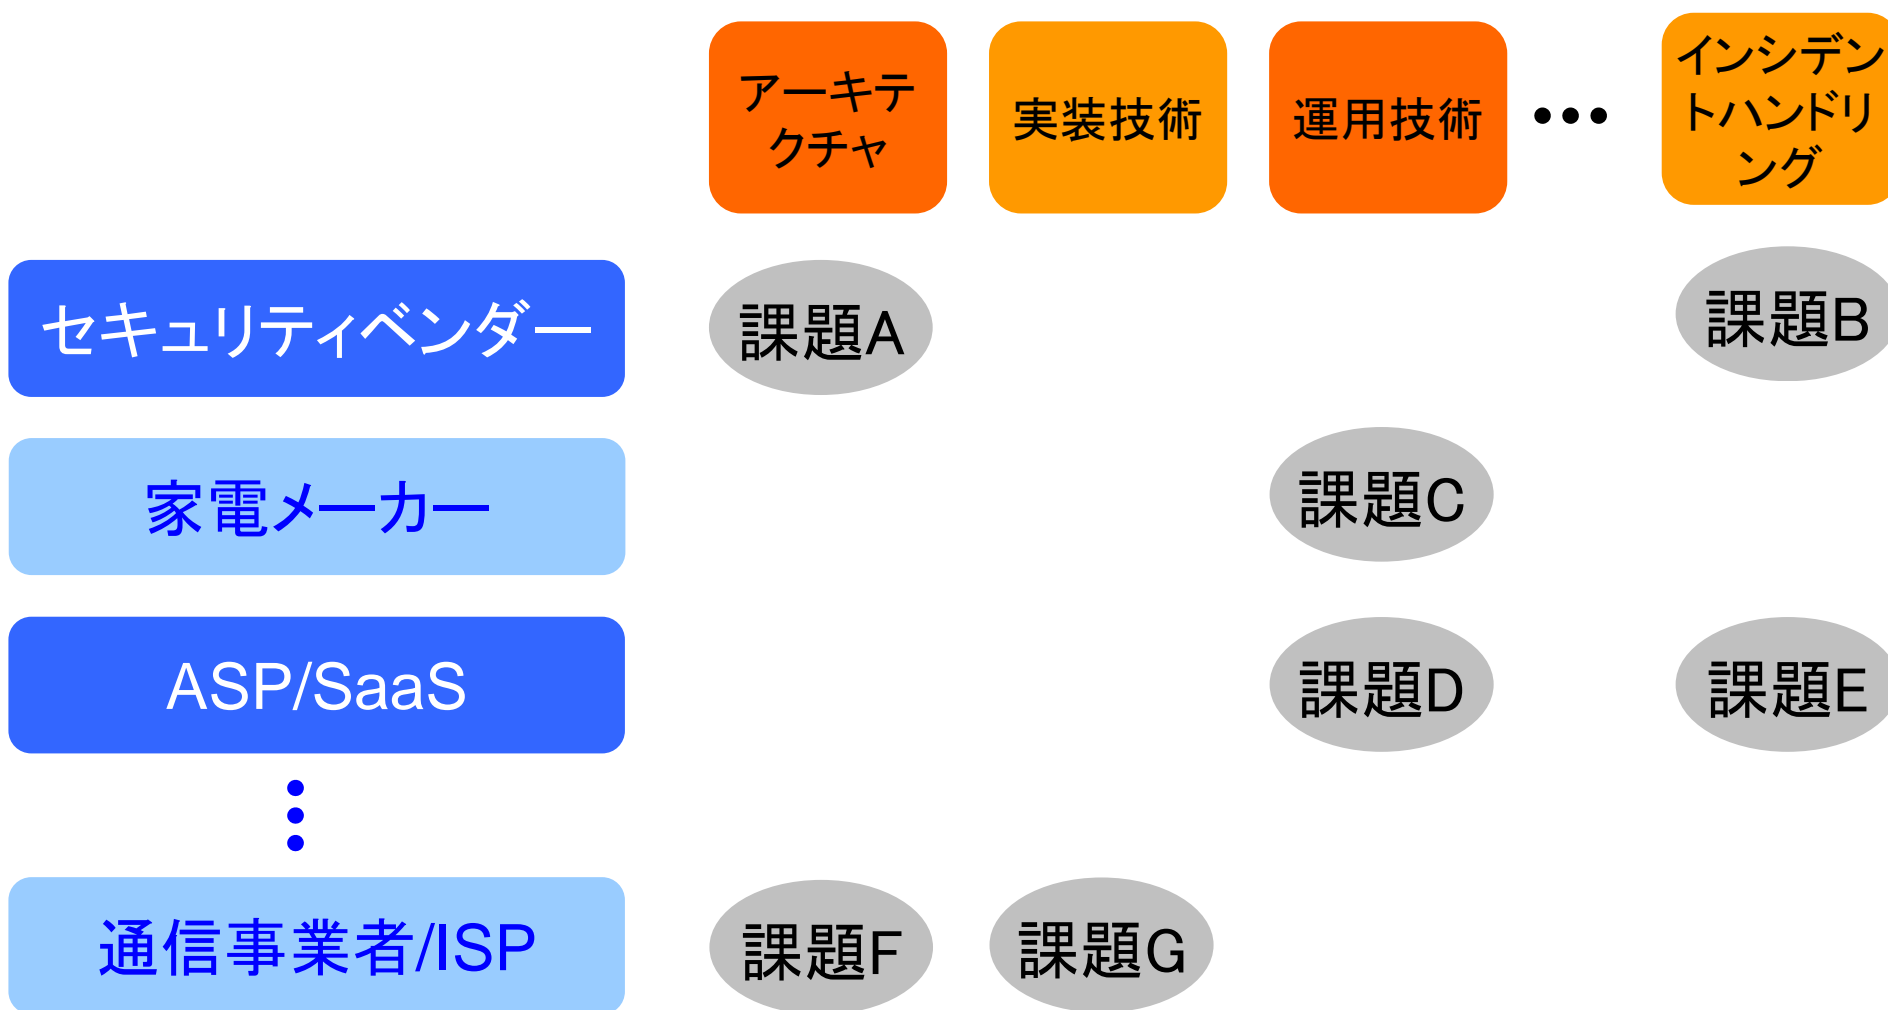 アーキテ
クチャ
実装技術
運用技術
•••
インシデン
トハンドリ
ング
セキュリティベンダー
課題A
課題B
家電メーカー
課題C
ASP/SaaS
課題D
課題E
通信事業者/ISP
課題F
課題G